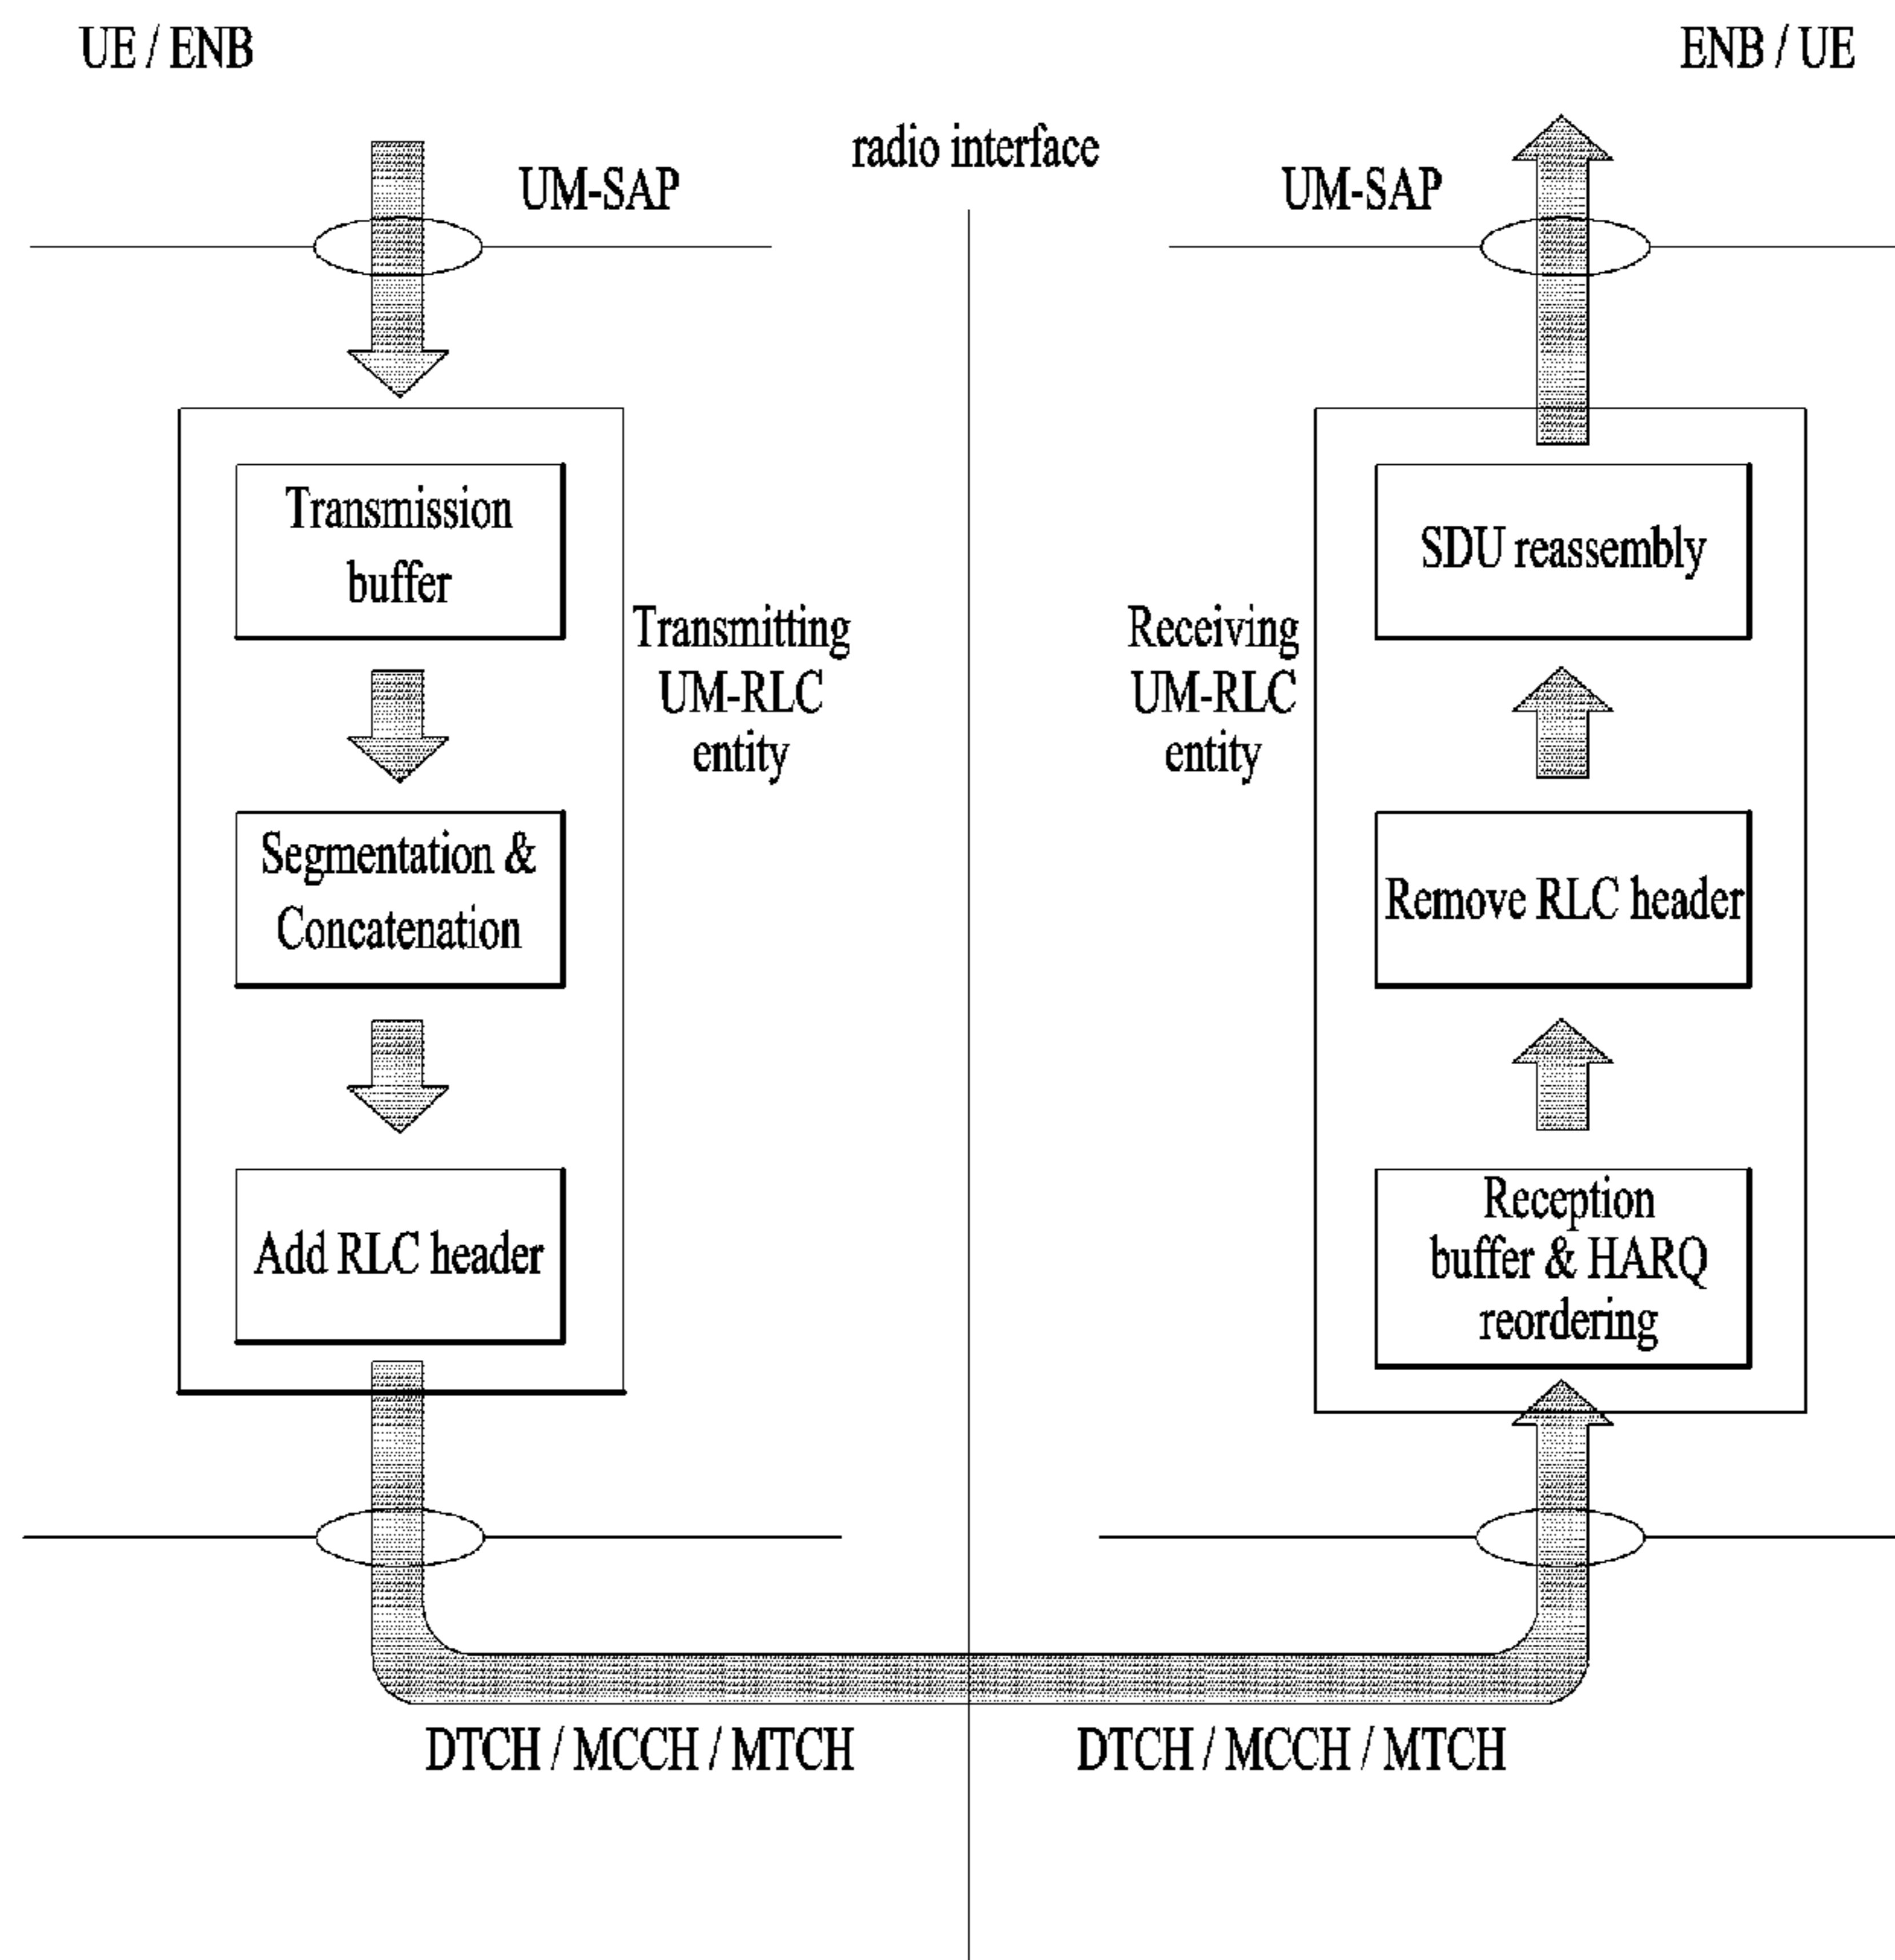 UE / ENB
ENB / UE
radio interface
UM-SAP
UM-SAP
Transmission
buffer
Transmitting
UM-RLC
entity
Segmentation &
Concatenation
Add RLC header
Receiving
UM-RLC
entity
SDU reassembly
Remove RLC header
Reception
buffer & HARQ
reordering
DTCH / MCCH / MTCH
DTCH / MCCH / MTCH